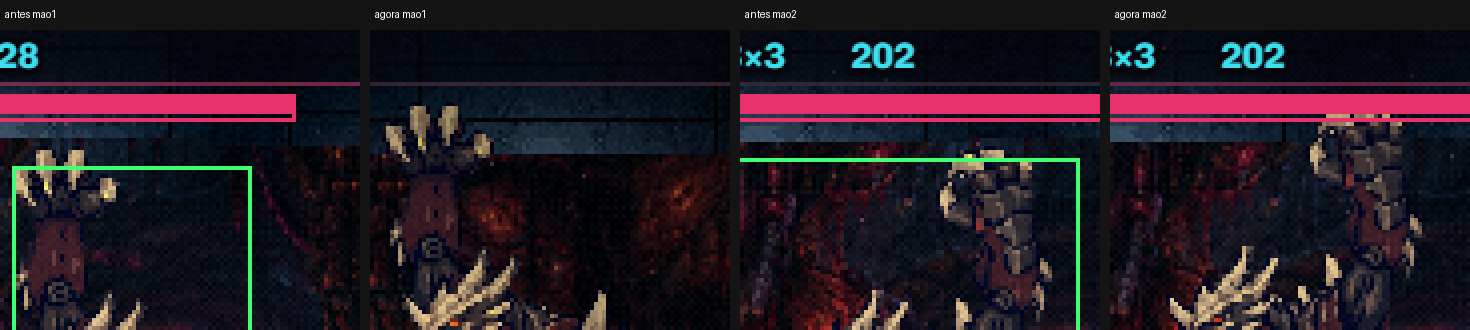 antes mao1
agora mao1
antes mao2
agora mao2
28
×3 202
×3 202